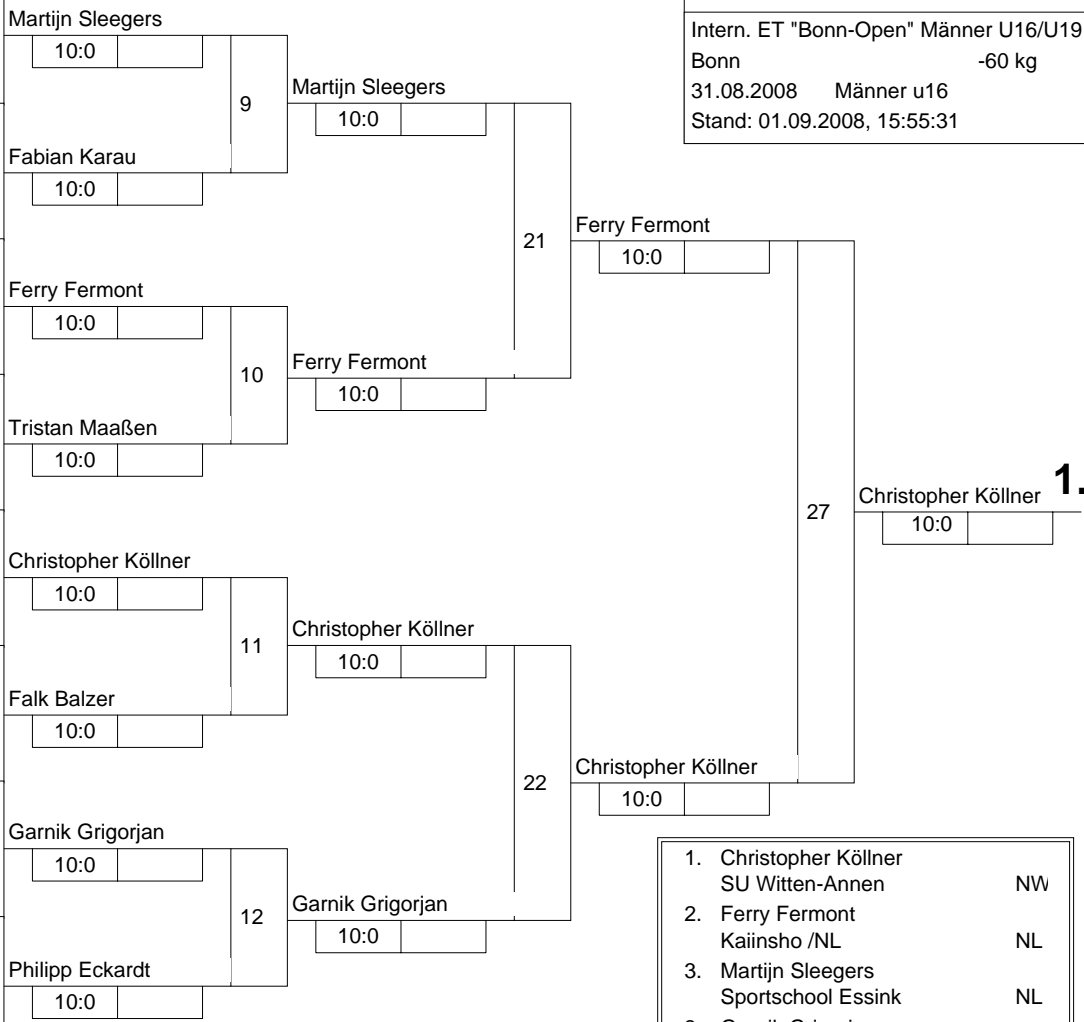 Martijn Sleegers
10:0
9
Fabian Karau
10:0
Ferry Fermont
10:0
10
Tristan Maaßen
10:0
Christopher Köllner
10:0
11
Falk Balzer
10:0
Garnik Grigorjan
10:0
12
Philipp Eckardt
10:0
Martijn Sleegers
10:0
21
Ferry Fermont
10:0
Christopher Köllner
10:0
22
Garnik Grigorjan
10:0
Ferry Fermont
10:0
27
Christopher Köllner
10:0
Christopher Köllner 1.
10:0
Intern. ET "Bonn-Open" Männer U16/U19
Bonn -60 kg
31.08.2008 Männer u16
Stand: 01.09.2008, 15:55:31
1. Christopher Köllner
SU Witten-Annen NW
2. Ferry Fermont
Kaiinsho /NL NL
3. Martijn Sleegers
Sportschool Essink NL